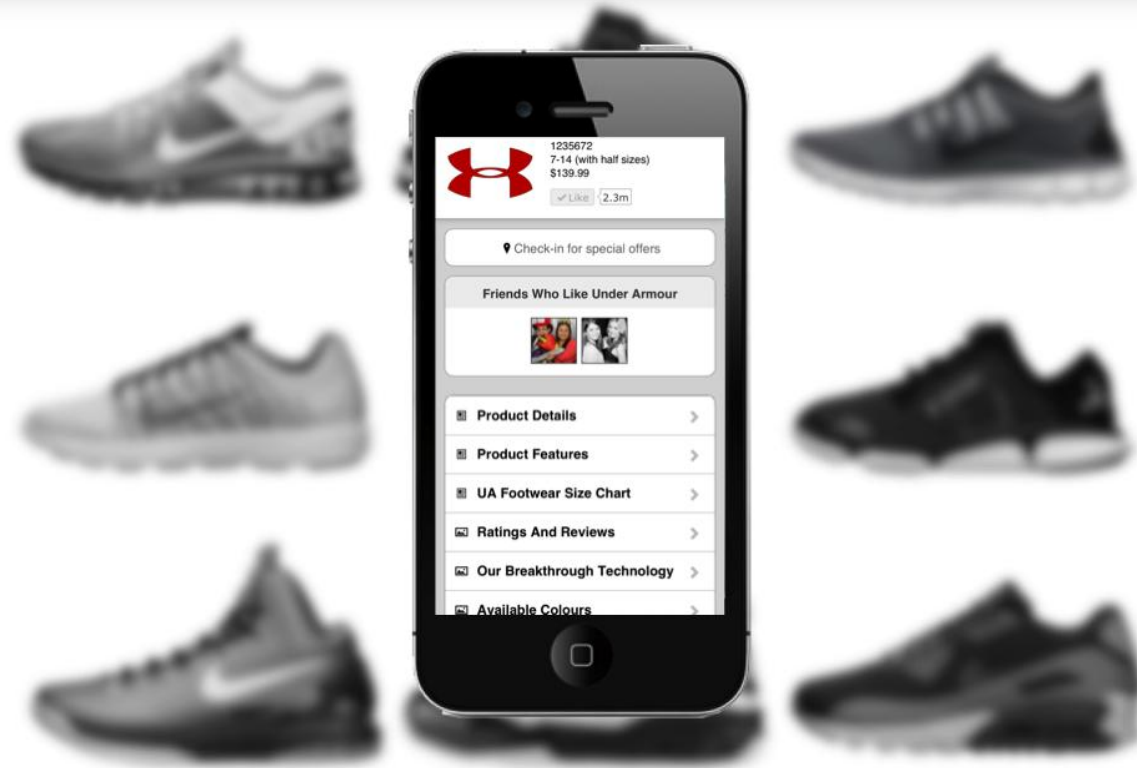 1235672
7-14 (with half sizes)
$139.99
Like 2.3m
Check-in for special offers
Friends Who Like Under Armour
Product Details
Product Features
UA Footwear Size Chart
Ratings And Reviews
Our Breakthrough Technology
Available Colours